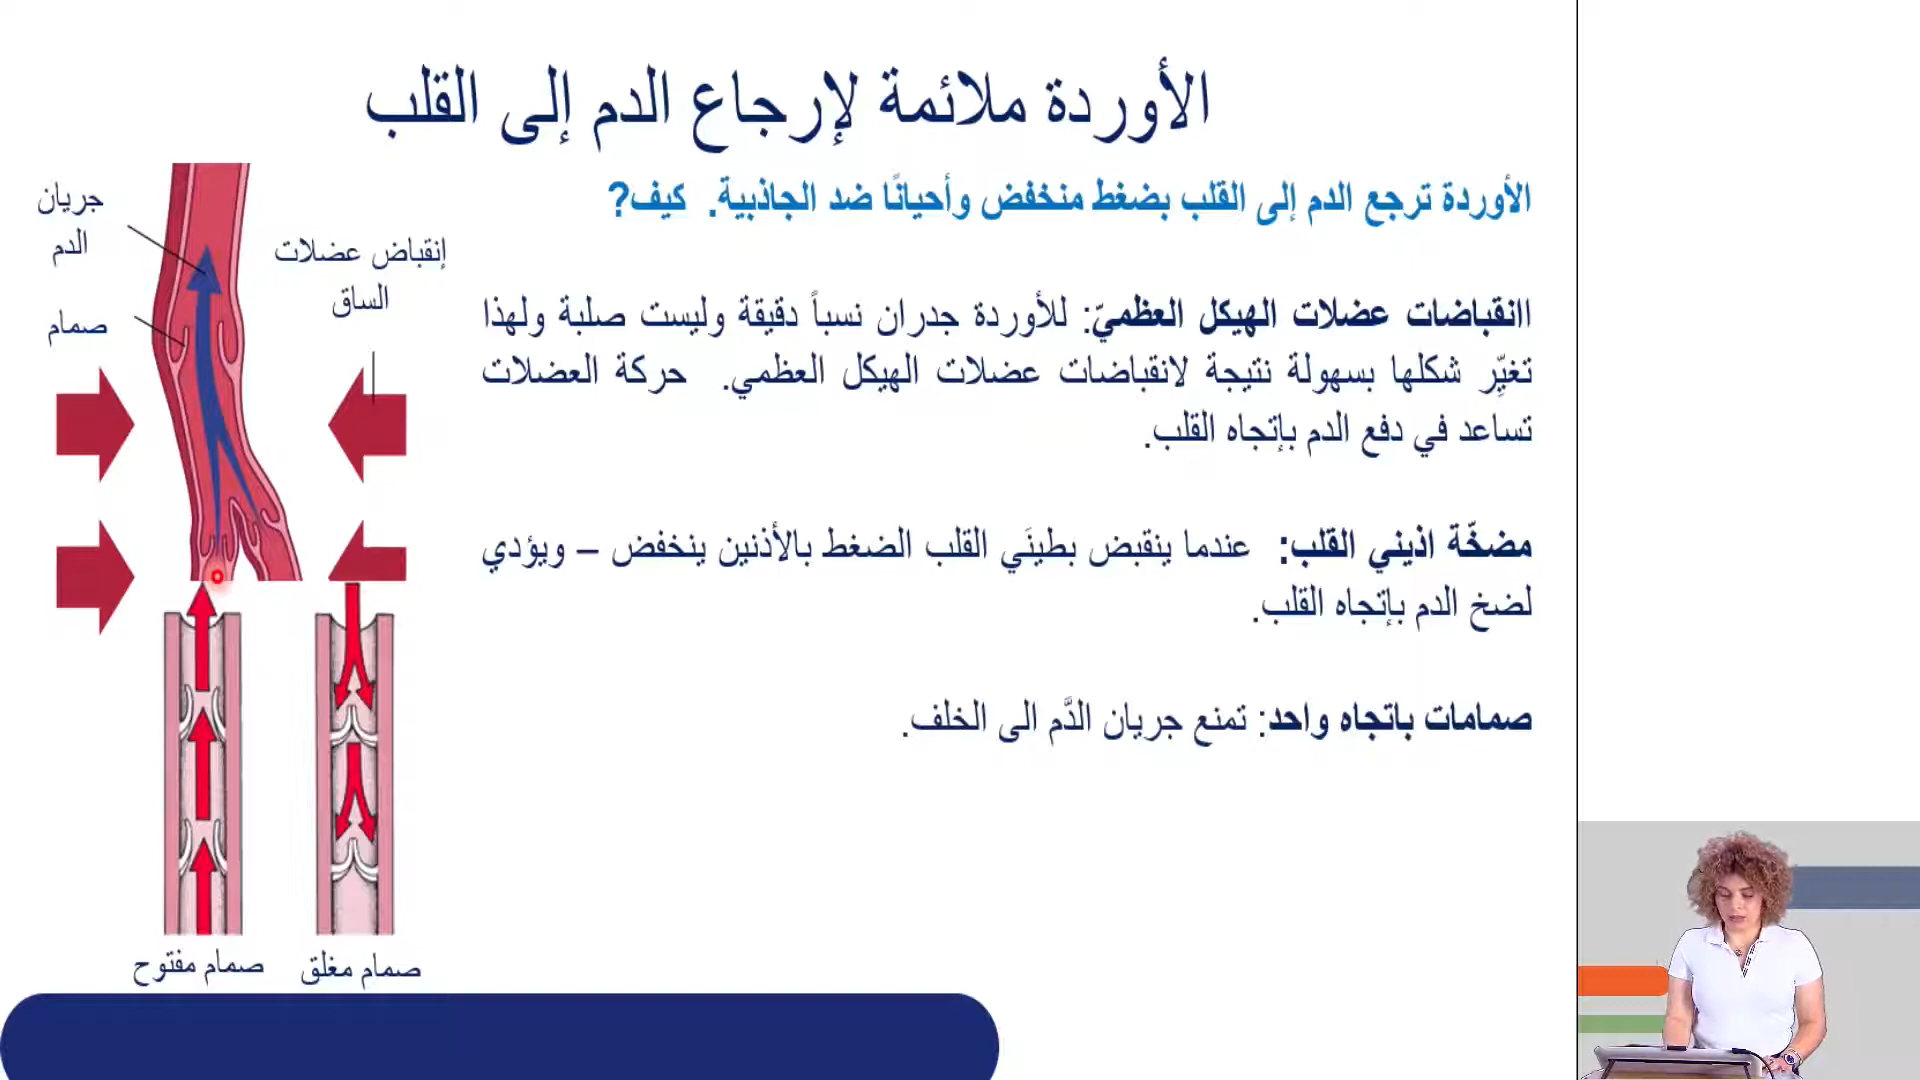 الأوردة ملائمة لإرجاع الدم إلى القلب
الأوردة ترجع الدم إلى القلب بضغط منخفض وأحيانًا ضد الجاذبية. كيف?
اانقباضات عضلات الهيكل العظميّ: للأوردة جدران نسباً دقيقة وليست صلبة ولهذا
تغيِّر شكلها بسهولة نتيجة لانقباضات عضلات الهيكل العظمي. حركة العضلات
تساعد في دفع الدم بإتجاه القلب.
مضخّة اذيني القلب: عندما ينقبض بطينَي القلب الضغط بالأذنين ينخفض – ويؤدي
لضخ الدم بإتجاه القلب.
صمامات باتجاه واحد: تمنع جريان الدَّم الى الخلف.
جريان
الدم
صمام
إنقباض عضلات
الساق
صمام مغلق
صمام مفتوح